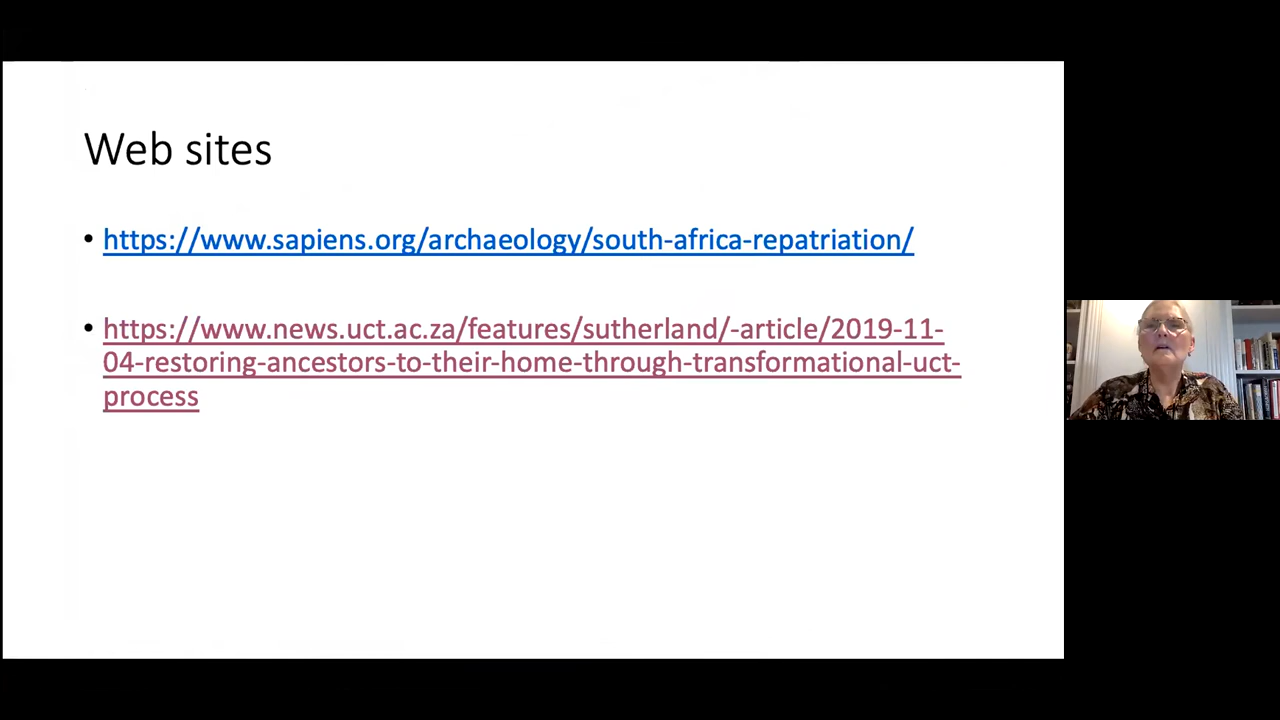 Web sites
• https://www.sapiens.org/archaeology/south-africa-repatriation/
• https://www.news.uct.ac.za/features/sutherland/-article/2019-11-
04-restoring-ancestors-to-their-home-through-transformational-uct-
process